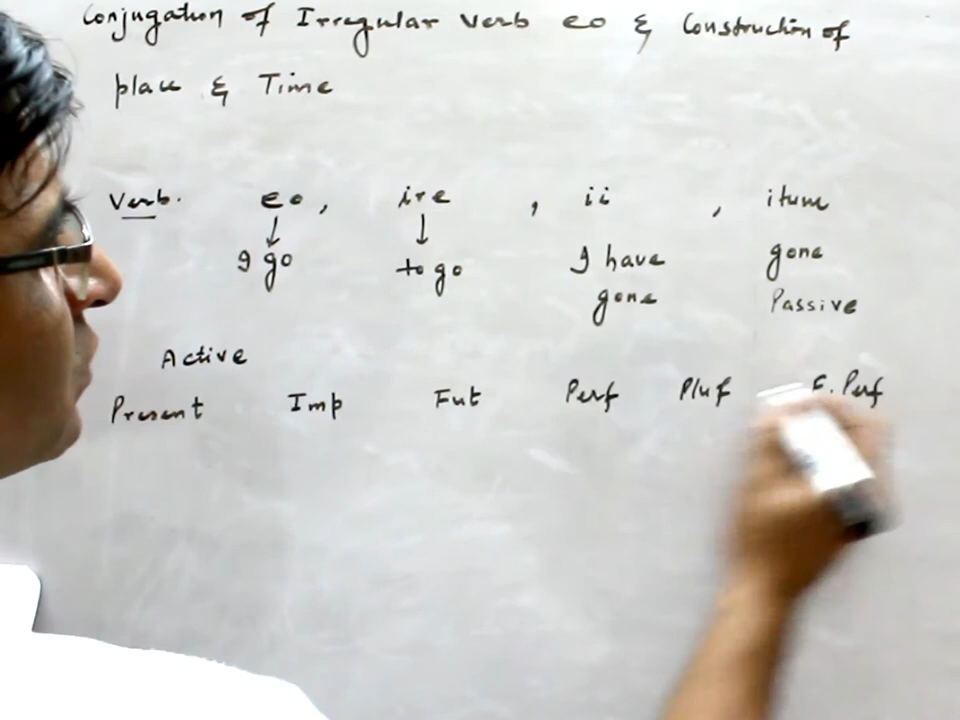 Conjugation of Irregular verb eo & Construction of
place & Time
Verb. eo, ire , ii , itum
I go to go I have gone
gone Passive
Active
Present Imp Fut Perf Pluf F. Perf